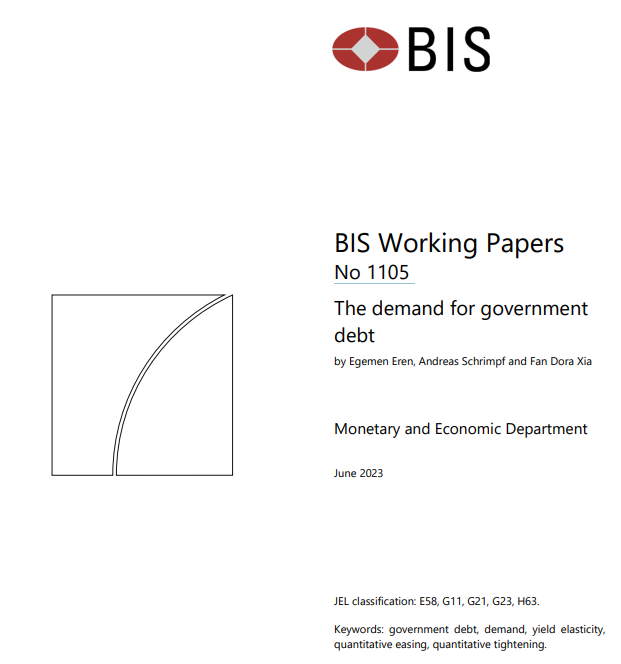 BIS
BIS Working Papers
No 1105
The demand for government
debt
by Egemen Eren, Andreas Schrimpf and Fan Dora Xia
Monetary and Economic Department
June 2023
JEL classification: E58, G11, G21, G23, H63.
Keywords: government debt, demand, yield elasticity,
quantitative easing, quantitative tightening.